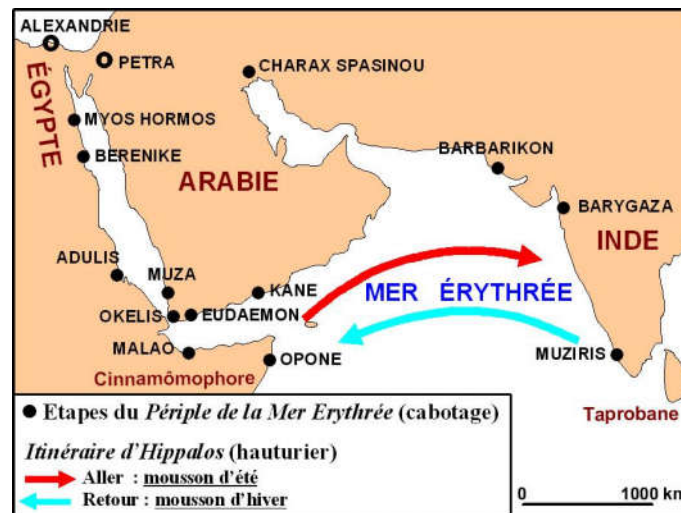 ALEXANDRIE
PETRA
CHARAX SPASINOU
ÉGYPTE
MYOS HORMOS
BARBARIKON
BERENIKE
ARABIE
BARYGAZA
INDE
ADULIS
MUZA
KANE
MER ÉRYTHRÉE
OKELIS
EUDAEMON
MALAO
OPONE
MUZIRIS
Cinnamômophore
Taprobane
Etapes du Périple de la Mer Erythrée (cabotage)
Itinéraire d'Hippalos (hauturier)
Aller : mousson d'été
Retour : mousson d'hiver
0 1000 km